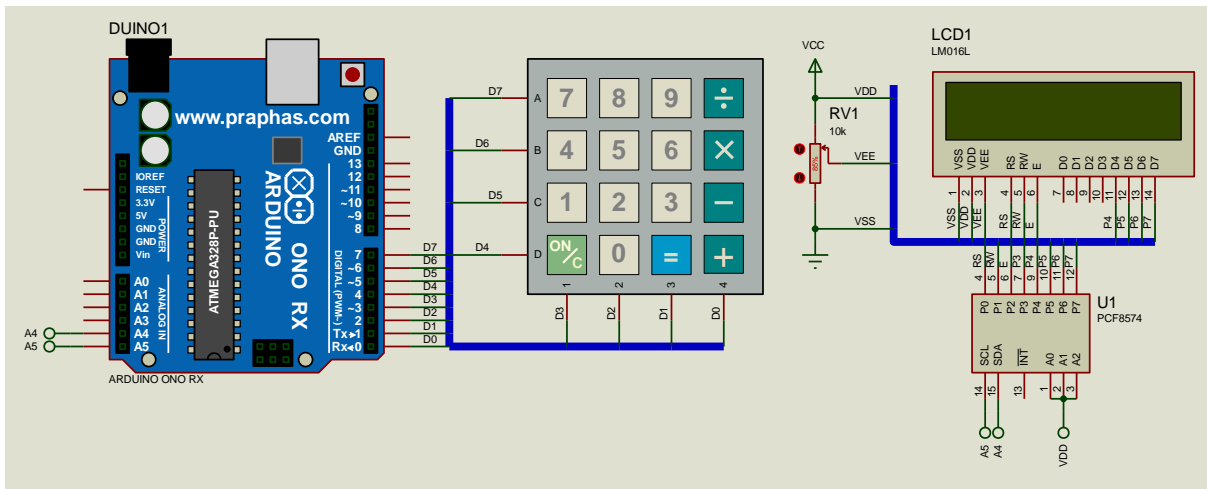 DUINO1
www.praphas.com
AREF
GND
13
12
~11
~10
~9
8
7
~6
~5
4
~3
2
Tx►1
Rx◄0
DIGITAL (PWM~)
ARDUINO
ONO RX
ATMEGA328P-PU
IOREF
RESET
3.3V
5V
GND
GND
Vin
POWER
A0
A1
A2
A3
A4
A5
ANALOG IN
A4
A5
ARDUINO ONO RX
D7
D6
D5
D4
D3
D2
D1
D0
D7
D6
D5
D4
A
B
C
D
7 8 9 ÷
4 5 6 ×
1 2 3 −
ON/C 0 = +
1 2 3 4
D3 D1 D0
VCC
VDD
RV1
10k
85%
VEE
VSS
LCD1
LM016L
VSS VDD VEE RS RW E D0 D1 D2 D3 D4 D5 D6 D7
1 2 3 4 5 6 7 8 9 10 11 12 13 14
VSS VDD VEE RS RW E P4 P5 P6 P7
RS RW E P3 P4 P5 P6 P7
4 5 6 7 9 10 11 12
P0 P1 P2 P3 P4 P5 P6 P7
U1
PCF8574
SCL SDA INT A0 A1 A2
14 15 13 1 2 3
A5 A4 VDD